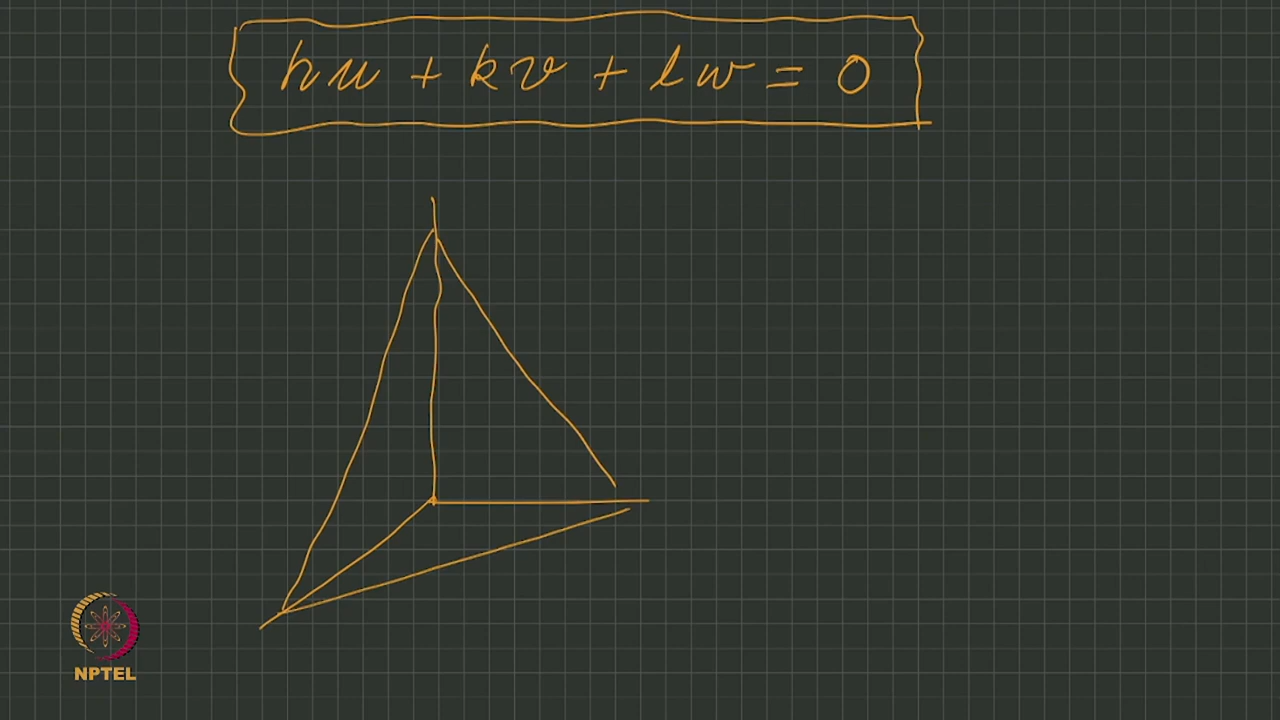 hu + kv + lw = 0
NPTEL